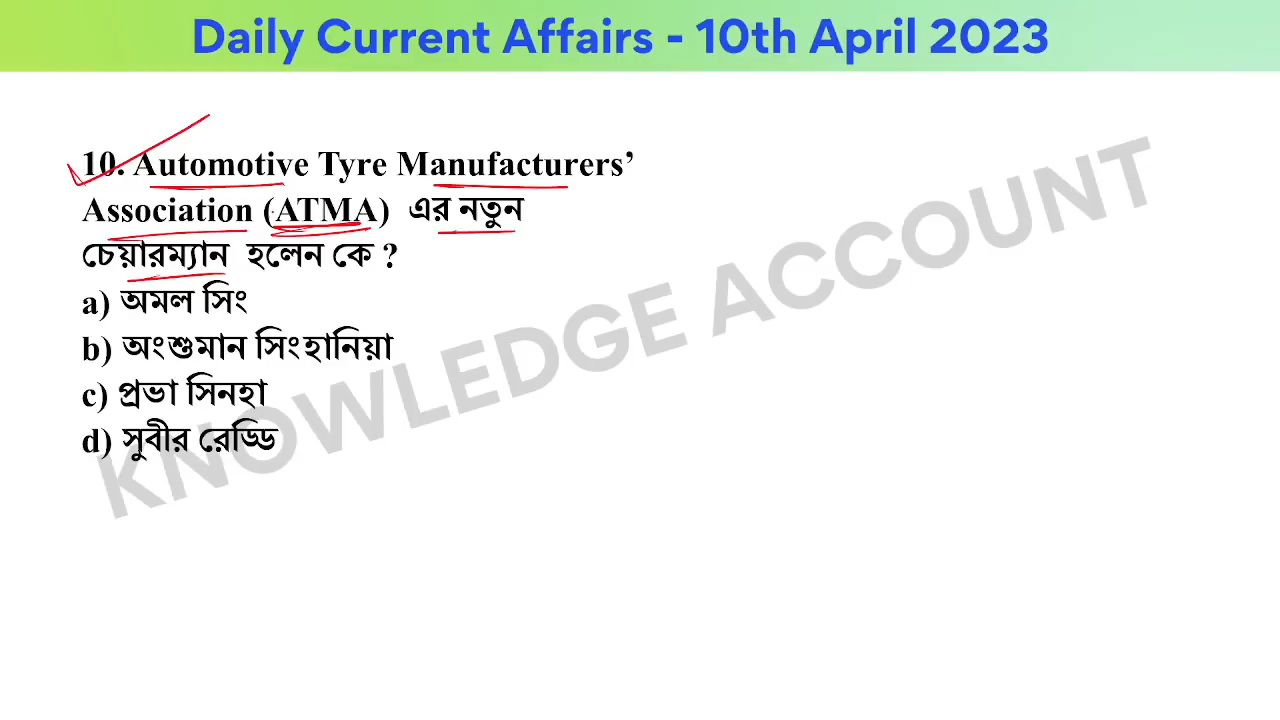 Daily Current Affairs - 10th April 2023
10. Automotive Tyre Manufacturers’
Association (ATMA) এর নতুন
চেয়ারম্যান হলেন কে ?
a) অমল সিং
b) অংশুমান সিংহানিয়া
c) প্রভা সিনহা
d) সুবীর রেড্ডি
KNOWLEDGE ACCOUNT